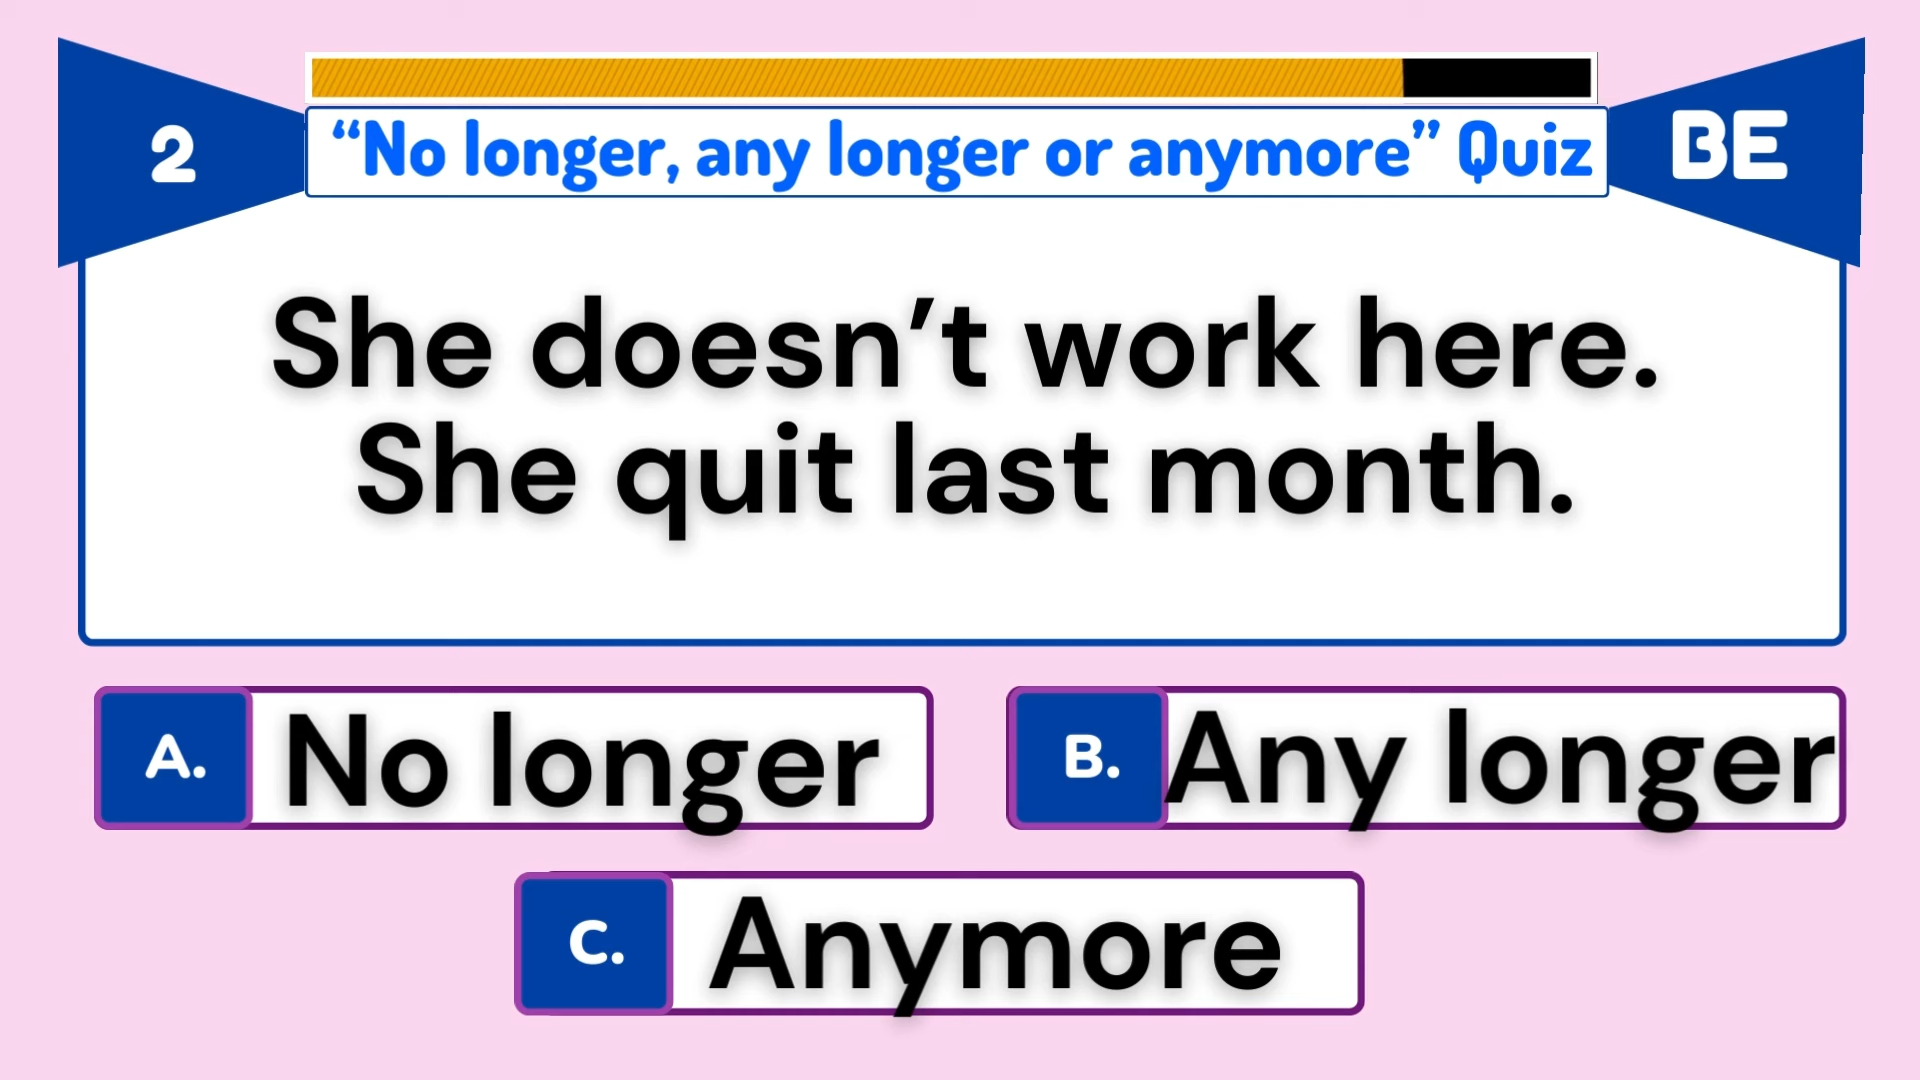 2
“No longer, any longer or anymore” Quiz
BE
She doesn’t work here.
She quit last month.
A. No longer
B. Any longer
C. Anymore